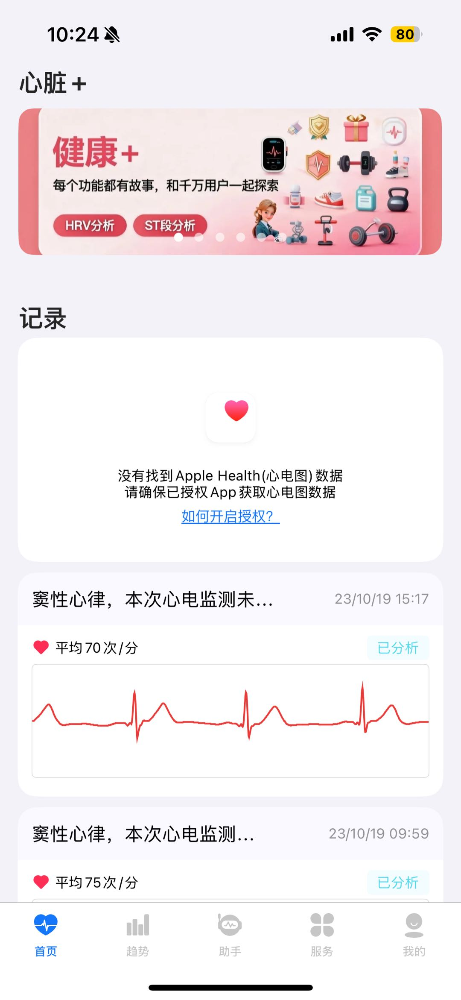 10:24
80
心脏+
健康+
每个功能都有故事，和千万用户一起探索
HRV分析 ST段分析
记录
没有找到Apple Health(心电图)数据
请确保已授权App获取心电图数据
如何开启授权？
窦性心律，本次心电监测未... 23/10/19 15:17
平均70次/分 已分析
窦性心律，本次心电监测... 23/10/19 09:59
平均75次/分 已分析
首页 趋势 助手 服务 我的